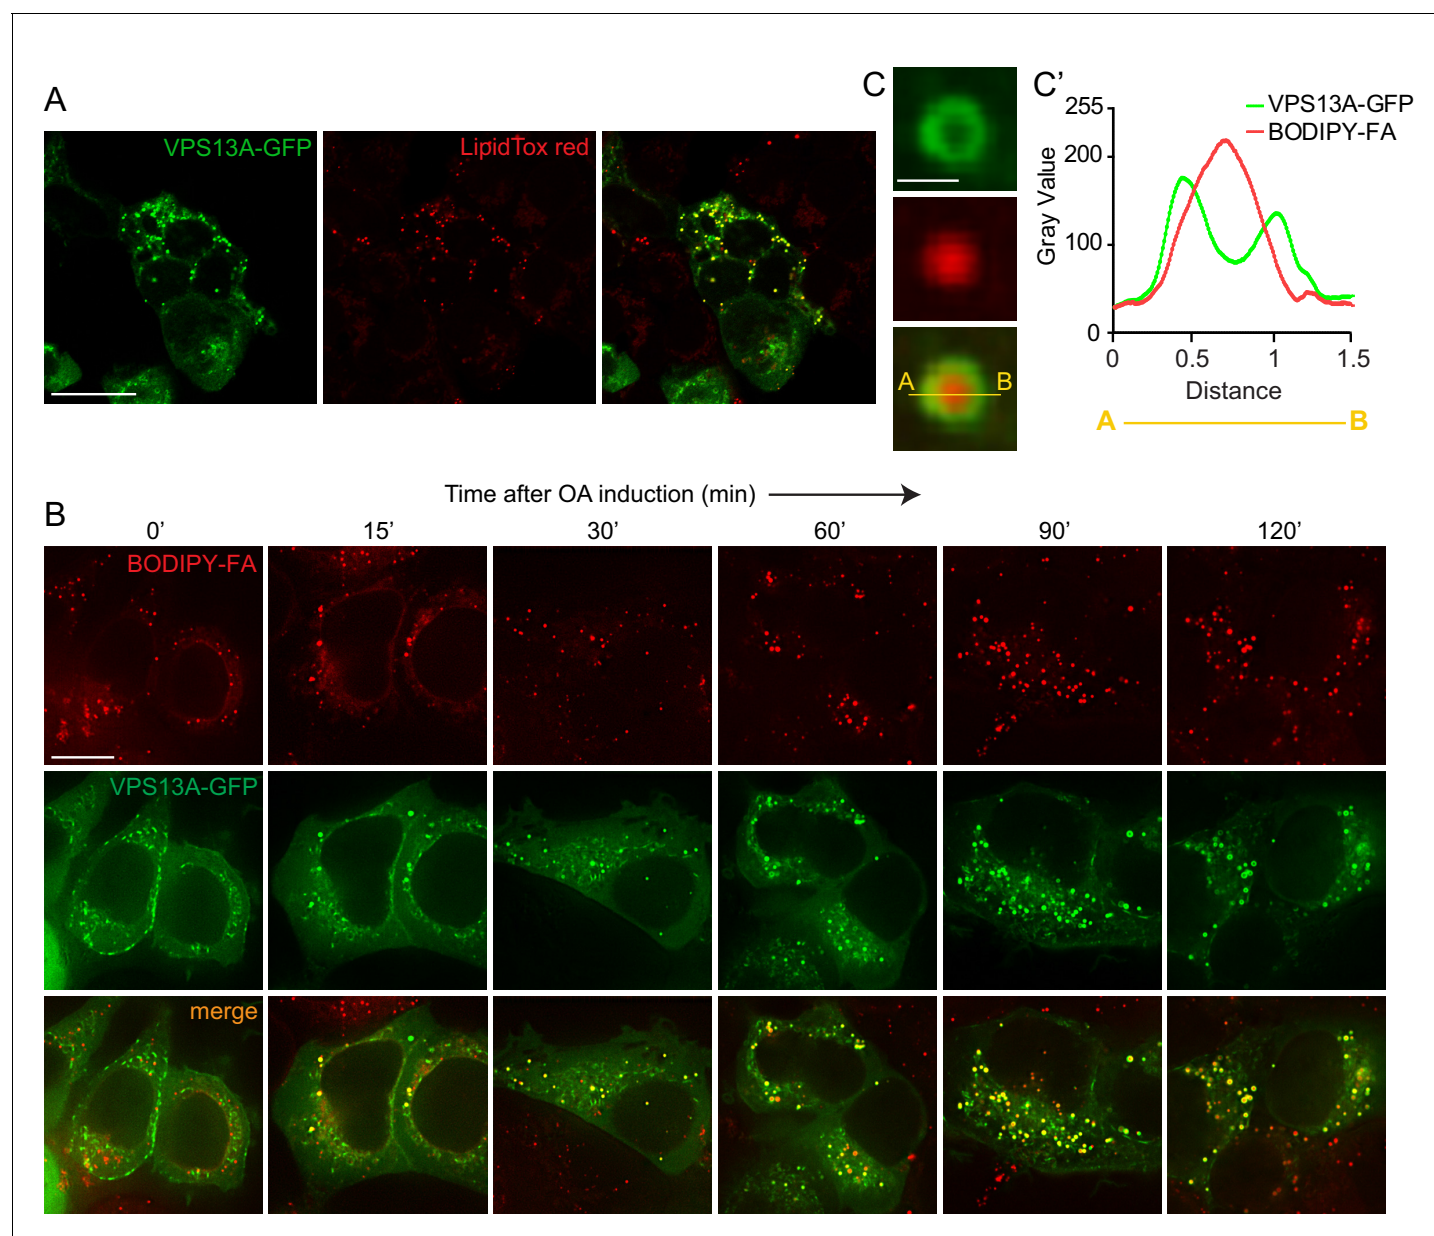 A
VPS13A-GFP
LipidTox red
C
A B
C’
VPS13A-GFP
BODIPY-FA
Gray Value
255
200
100
0
0 0.5 1 1.5
Distance
A B
Time after OA induction (min)
B
0’ 15’ 30’ 60’ 90’ 120’
BODIPY-FA
VPS13A-GFP
merge